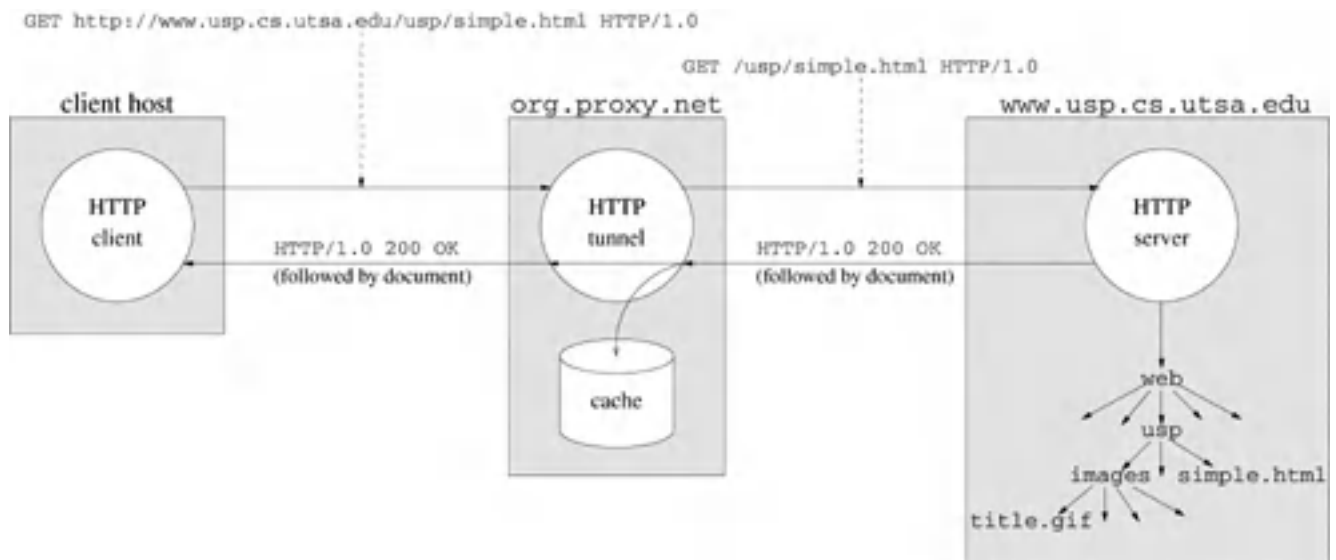 GET http://www.usp.cs.utsa.edu/usp/simple.html HTTP/1.0
GET /usp/simple.html HTTP/1.0
client host
org.proxy.net
www.usp.cs.utsa.edu
HTTP
client
HTTP
tunnel
HTTP
server
HTTP/1.0 200 OK
(followed by document)
HTTP/1.0 200 OK
(followed by document)
cache
web
usp
images
simple.html
title.gif